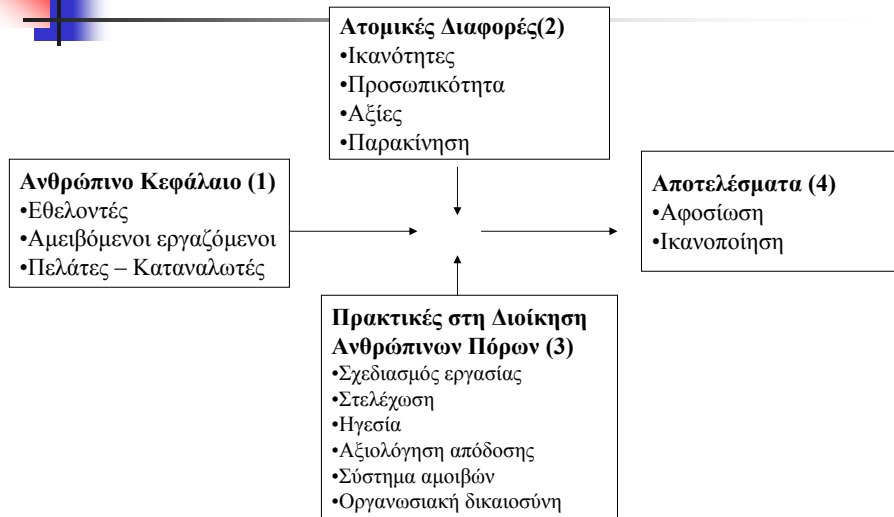 Ατομικές Διαφορές(2)
•Ικανότητες
•Προσωπικότητα
•Αξίες
•Παρακίνηση
Ανθρώπινο Κεφάλαιο (1)
•Εθελοντές
•Αμειβόμενοι εργαζόμενοι
•Πελάτες – Καταναλωτές
Αποτελέσματα (4)
•Αφοσίωση
•Ικανοποίηση
Πρακτικές στη Διοίκηση
Ανθρώπινων Πόρων (3)
•Σχεδιασμός εργασίας
•Στελέχωση
•Ηγεσία
•Αξιολόγηση απόδοσης
•Σύστημα αμοιβών
•Οργανωσιακή δικαιοσύνη